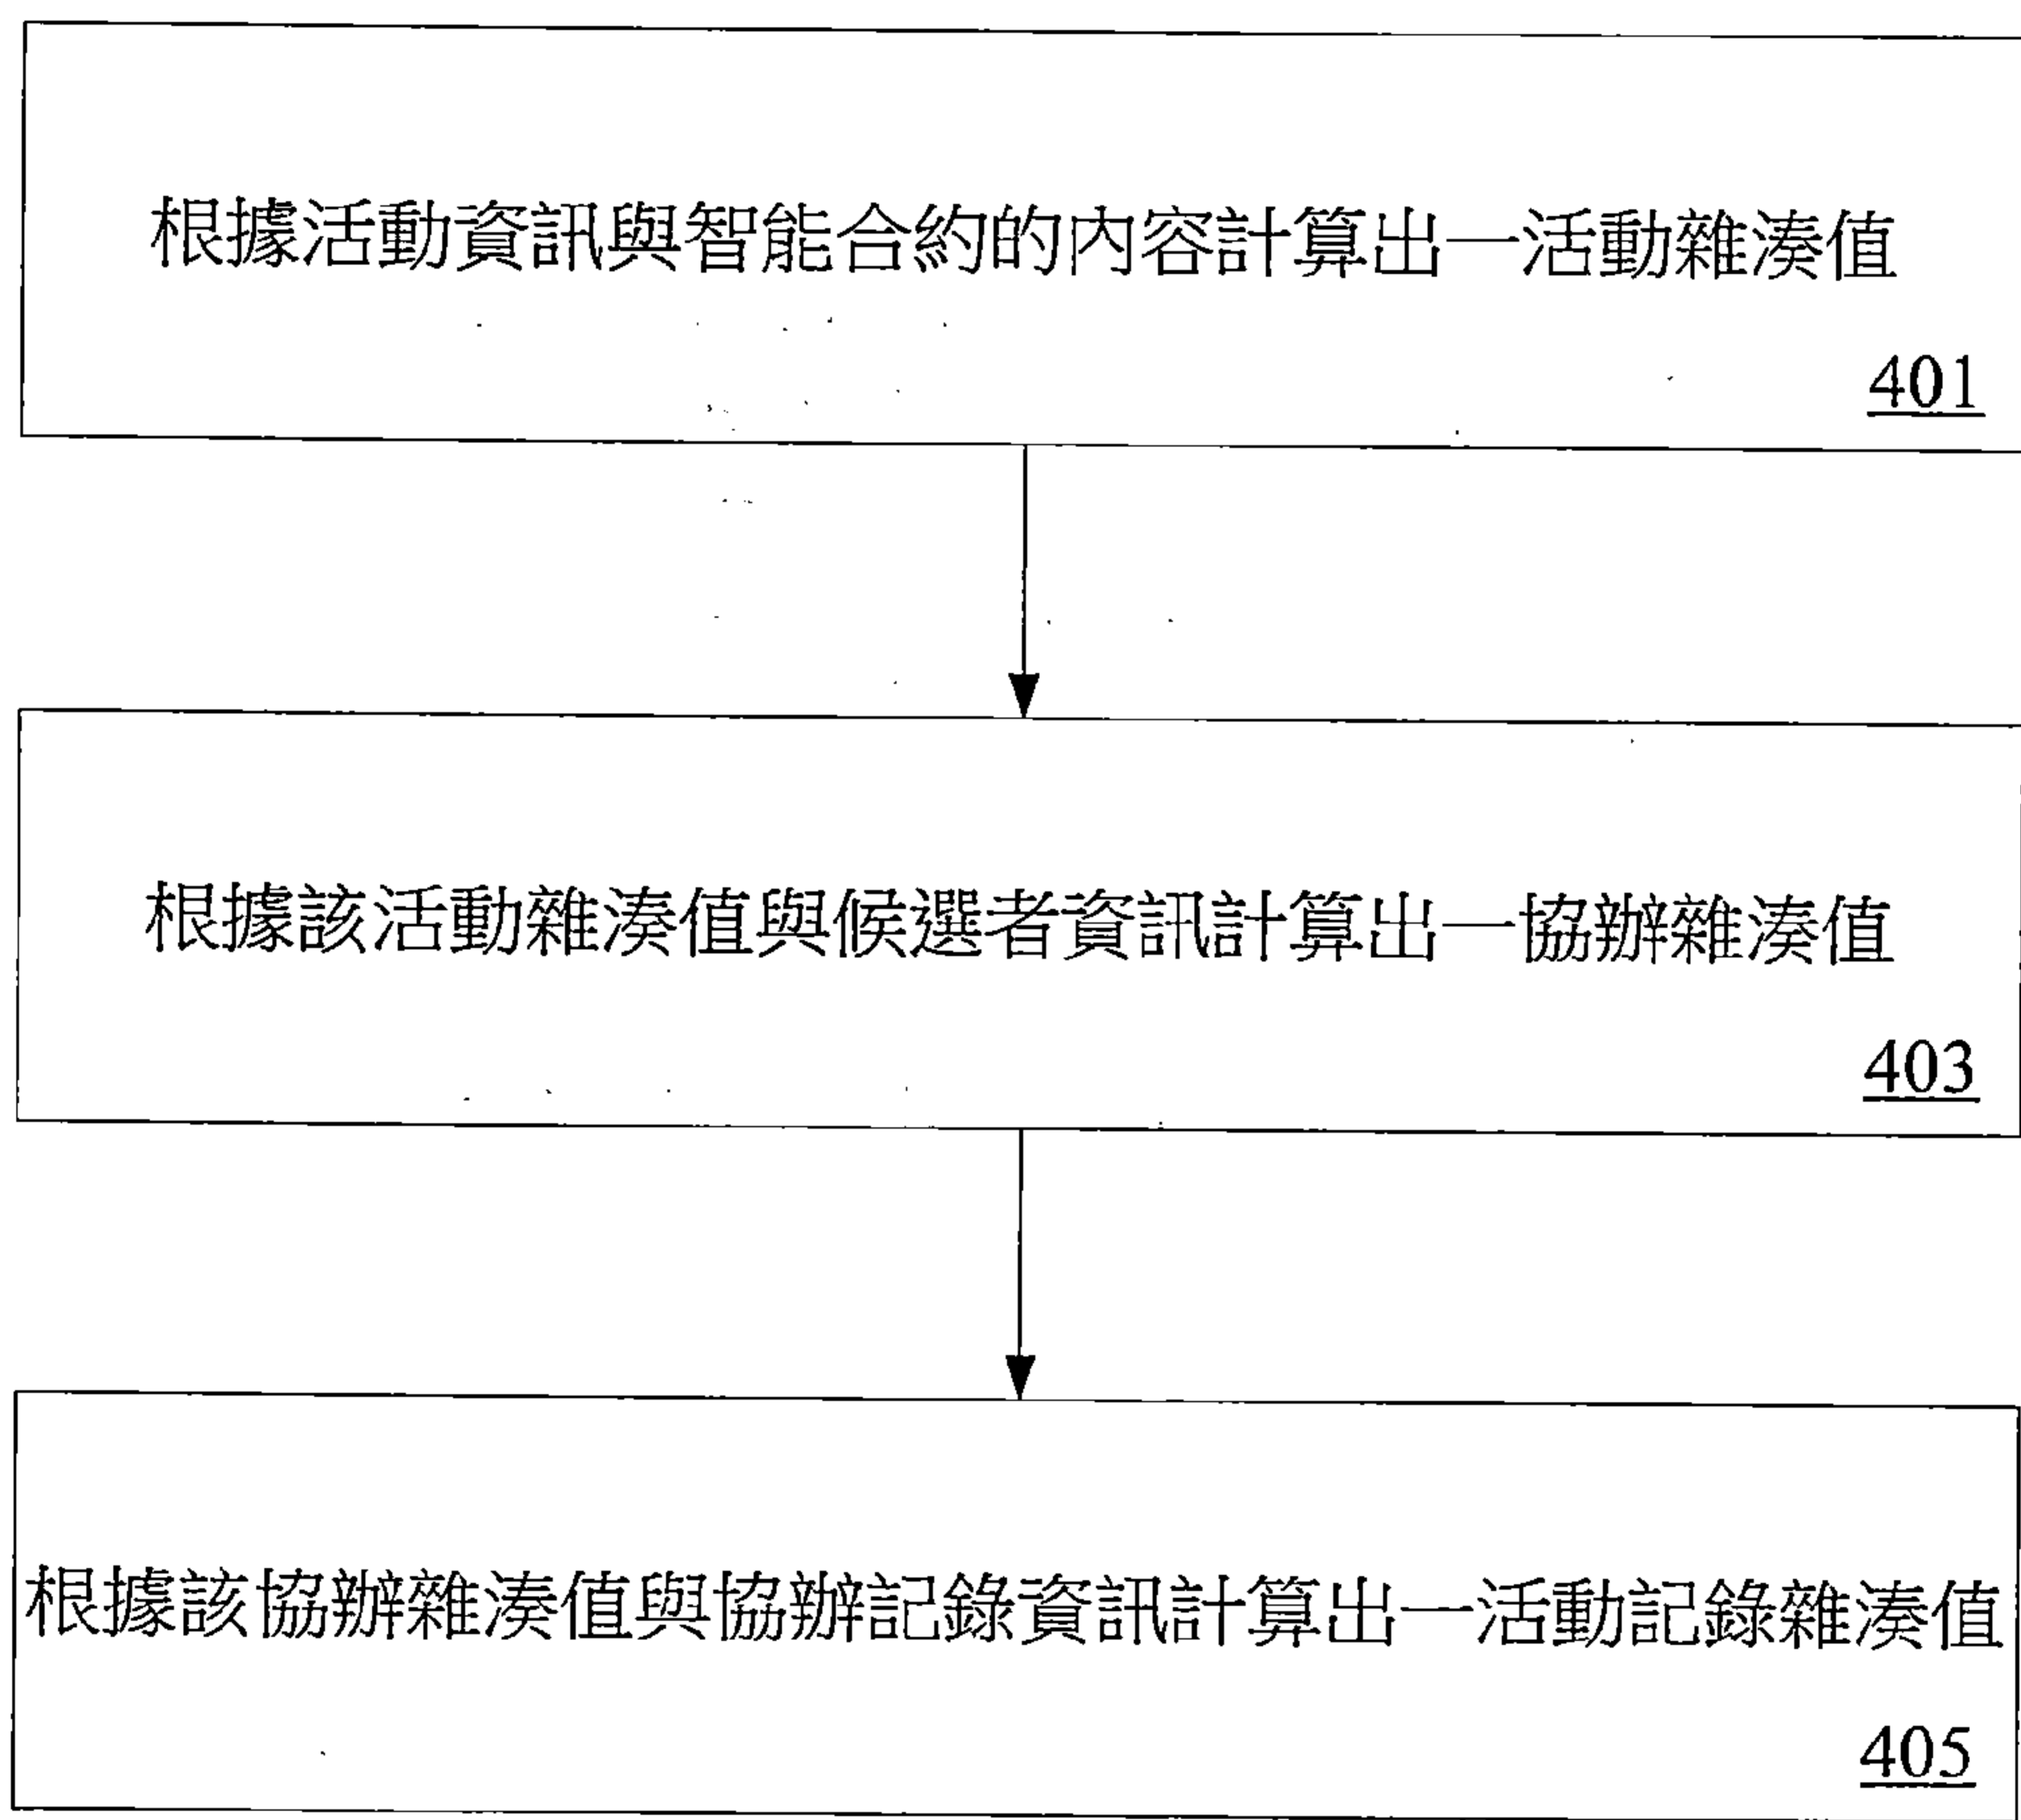 根據活動資訊與智能合約的內容計算出一活動雜湊值
401
根據該活動雜湊值與候選者資訊計算出一協辦雜湊值
403
根據該協辦雜湊值與協辦記錄資訊計算出一活動記錄雜湊值
405